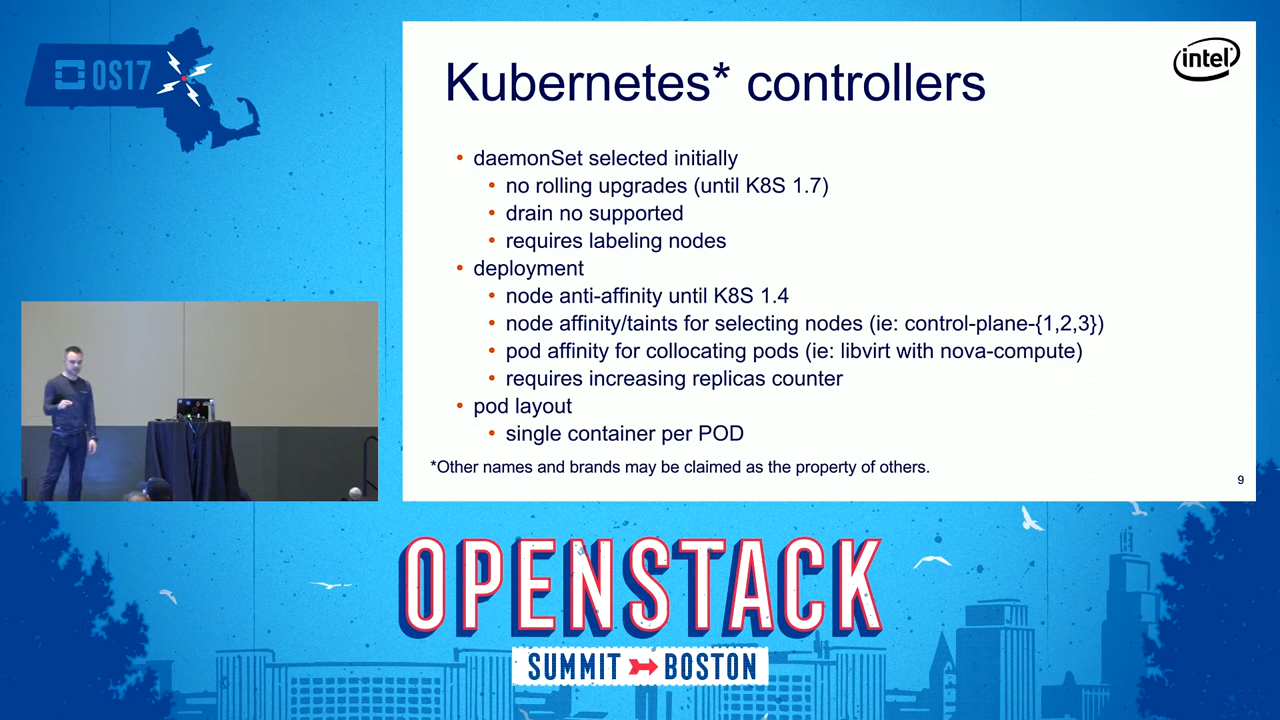 OS17
intel
Kubernetes* controllers
• daemonSet selected initially
• no rolling upgrades (until K8S 1.7)
• drain no supported
• requires labeling nodes
• deployment
• node anti-affinity until K8S 1.4
• node affinity/taints for selecting nodes (ie: control-plane-{1,2,3})
• pod affinity for collocating pods (ie: libvirt with nova-compute)
• requires increasing replicas counter
• pod layout
• single container per POD
*Other names and brands may be claimed as the property of others.
9
OPENSTACK
SUMMIT BOSTON